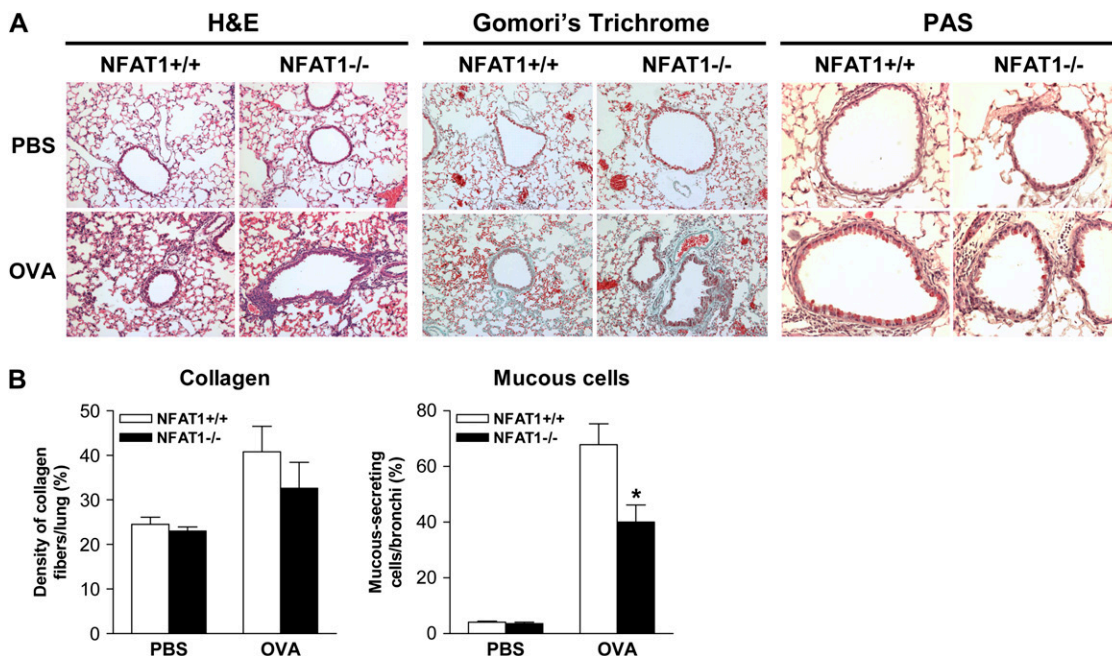 A
H&E
Gomori's Trichrome
PAS
NFAT1+/+
NFAT1-/-
NFAT1+/+
NFAT1-/-
NFAT1+/+
NFAT1-/-
PBS
OVA
B
Collagen
Density of collagen
fibers/lung (%)
50
40
30
20
10
0
NFAT1+/+
NFAT1-/-
PBS
OVA
Mucous cells
Mucous-secreting
cells/bronchi (%)
80
60
40
20
0
NFAT1+/+
NFAT1-/-
*
PBS
OVA